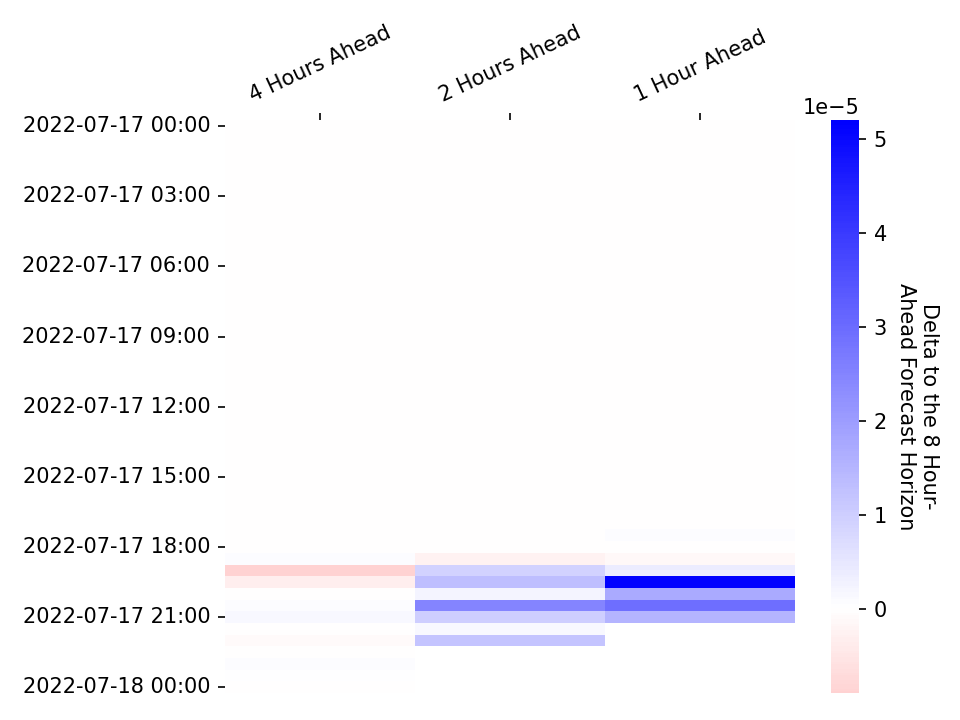 4 Hours Ahead
2 Hours Ahead
1 Hour Ahead
2022-07-17 00:00
2022-07-17 03:00
2022-07-17 06:00
2022-07-17 09:00
2022-07-17 12:00
2022-07-17 15:00
2022-07-17 18:00
2022-07-17 21:00
2022-07-18 00:00
1e−5
5
4
3
2
1
0
Delta to the 8 Hour-
Ahead Forecast Horizon